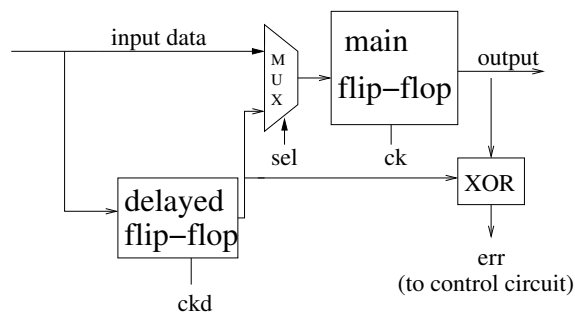 input data
M
U
X
main
flip-flop
output
sel
ck
XOR
delayed
flip-flop
ckd
err
(to control circuit)